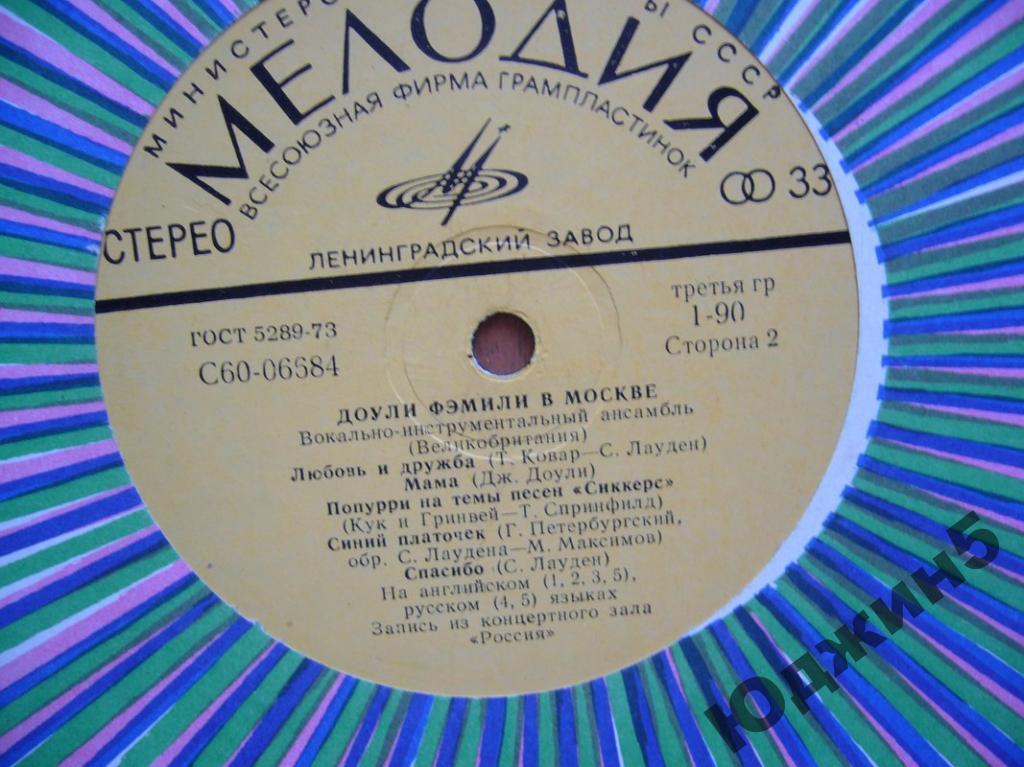 МИНИСТЕР
Ы СССР
МЕЛОДИЯ
ВСЕСОЮЗНАЯ ФИРМА ГРАМПЛАСТИНОК
СТЕРЕО
33
ЛЕНИНГРАДСКИЙ ЗАВОД
ГОСТ 5289-73
С60-06584
третья гр
1-90
Сторона 2
ДОУЛИ ФЭМИЛИ В МОСКВЕ
Вокально-инструментальный ансамбль
(Великобритания)
Любовь и дружба (Т. Ковар—С. Лауден)
Мама (Дж. Доули)
Попурри на темы песен «Сиккерс»
(Кук и Гринвей—Т. Спринфилд)
Синий платочек (Г. Петербургский,
обр. С. Лаудена—М. Максимов)
Спасибо (С. Лауден)
На английском (1, 2, 3, 5),
русском (4, 5) языках
Запись из концертного зала
«Россия»
Юджин5